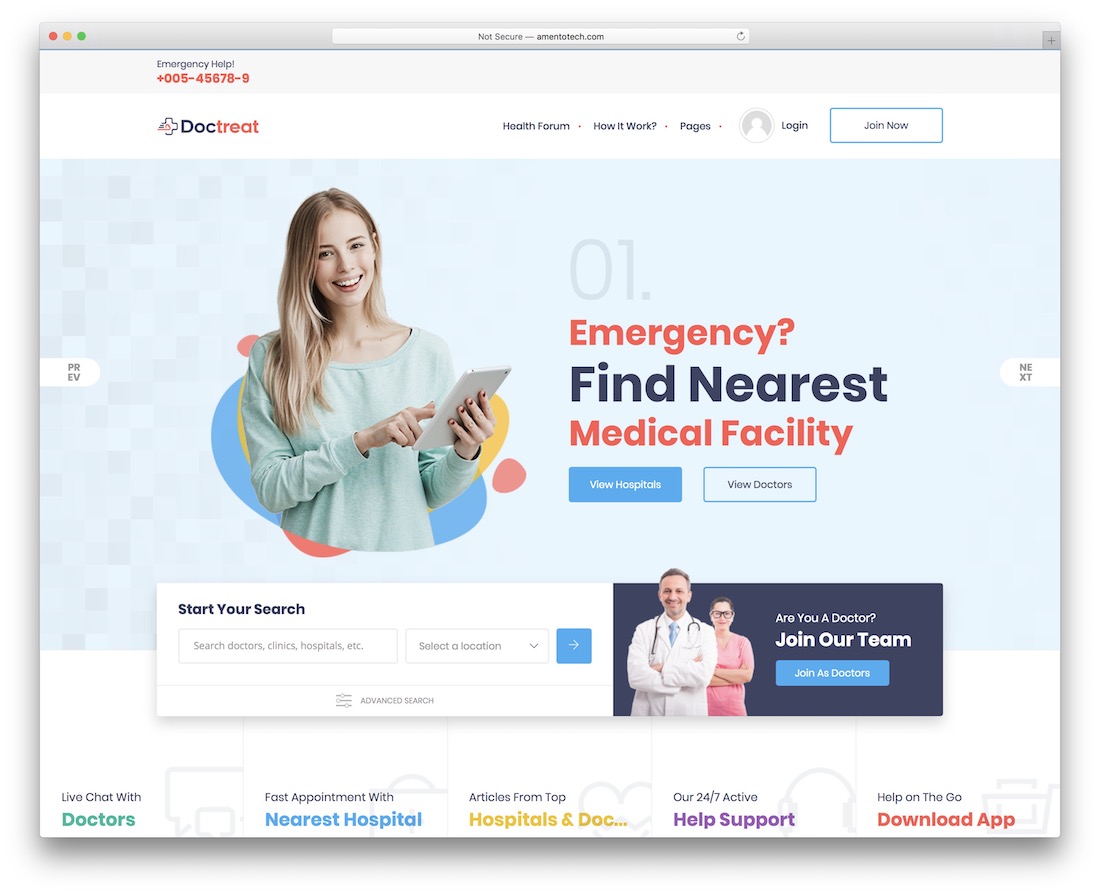 Not Secure — amentotech.com
Emergency Help!
+005-45678-9
Doctreat
Health Forum
How It Work?
Pages
Login
Join Now
PR
EV
01.
Emergency?
Find Nearest
Medical Facility
View Hospitals
View Doctors
NE
XT
Start Your Search
Search doctors, clinics, hospitals, etc.
Select a location
ADVANCED SEARCH
Are You A Doctor?
Join Our Team
Join As Doctors
Live Chat With
Doctors
Fast Appointment With
Nearest Hospital
Articles From Top
Hospitals & Doc...
Our 24/7 Active
Help Support
Help on The Go
Download App